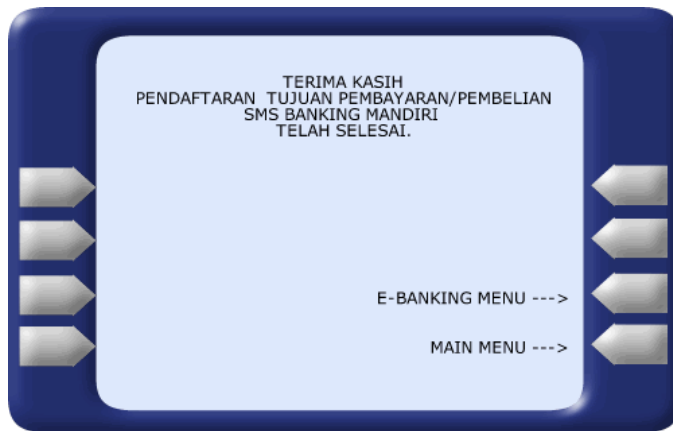 TERIMA KASIH
PENDAFTARAN TUJUAN PEMBAYARAN/PEMBELIAN
SMS BANKING MANDIRI
TELAH SELESAI.
E-BANKING MENU --->
MAIN MENU --->